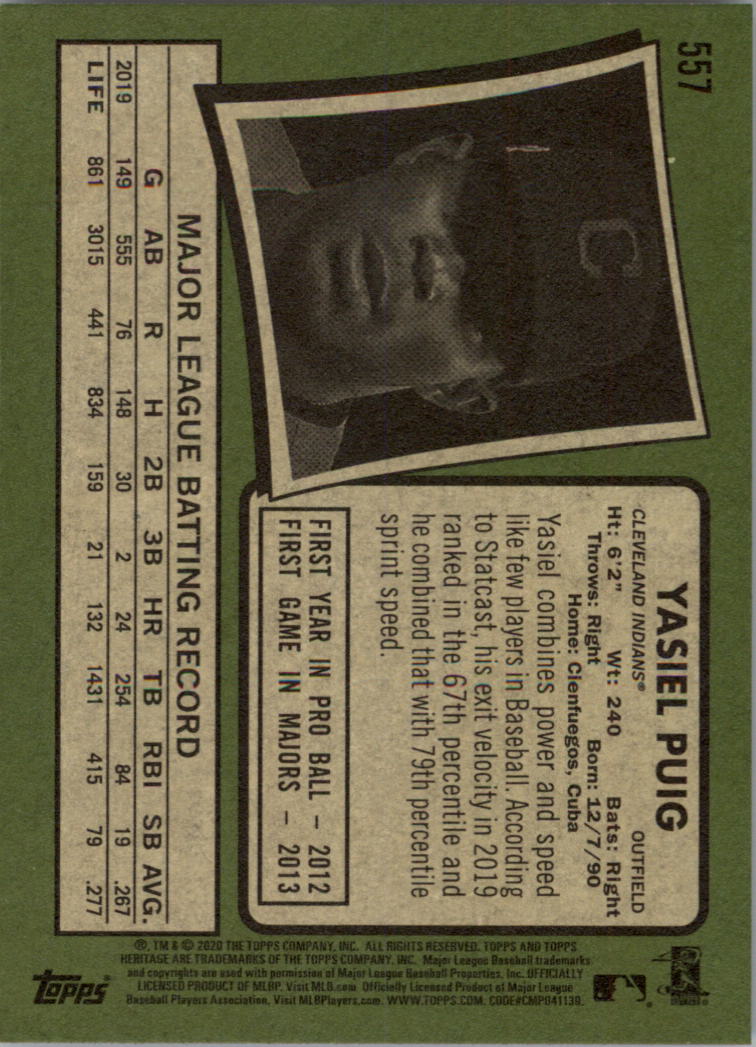 557
C
YASIEL PUIG
CLEVELAND INDIANS® OUTFIELD
Ht: 6'2" Wt: 240 Bats: Right
Throws: Right Born: 12/7/90
Home: Cienfuegos, Cuba
Yasiel combines power and speed
like few players in Baseball. According
to Statcast, his exit velocity in 2019
ranked in the 67th percentile and
he combined that with 79th percentile
sprint speed.
FIRST YEAR IN PRO BALL – 2012
FIRST GAME IN MAJORS – 2013
MAJOR LEAGUE BATTING RECORD
G AB R H 2B 3B HR TB RBI SB AVG.
2019 149 555 76 148 30 2 24 254 84 19 .267
LIFE 861 3015 441 834 159 21 132 1431 415 79 .277
®, TM & © 2020 THE TOPPS COMPANY, INC. ALL RIGHTS RESERVED. TOPPS AND TOPPS
HERITAGE ARE TRADEMARKS OF THE TOPPS COMPANY, INC. Major League Baseball trademarks
and copyrights are used with permission of Major League Baseball Properties, Inc. OFFICIALLY
LICENSED PRODUCT OF MLBP. Visit MLB.com. Officially Licensed Product of Major League
Baseball Players Association. Visit MLBPlayers.com. WWW.TOPPS.COM. CODE#CMP041139.
TOPPS®